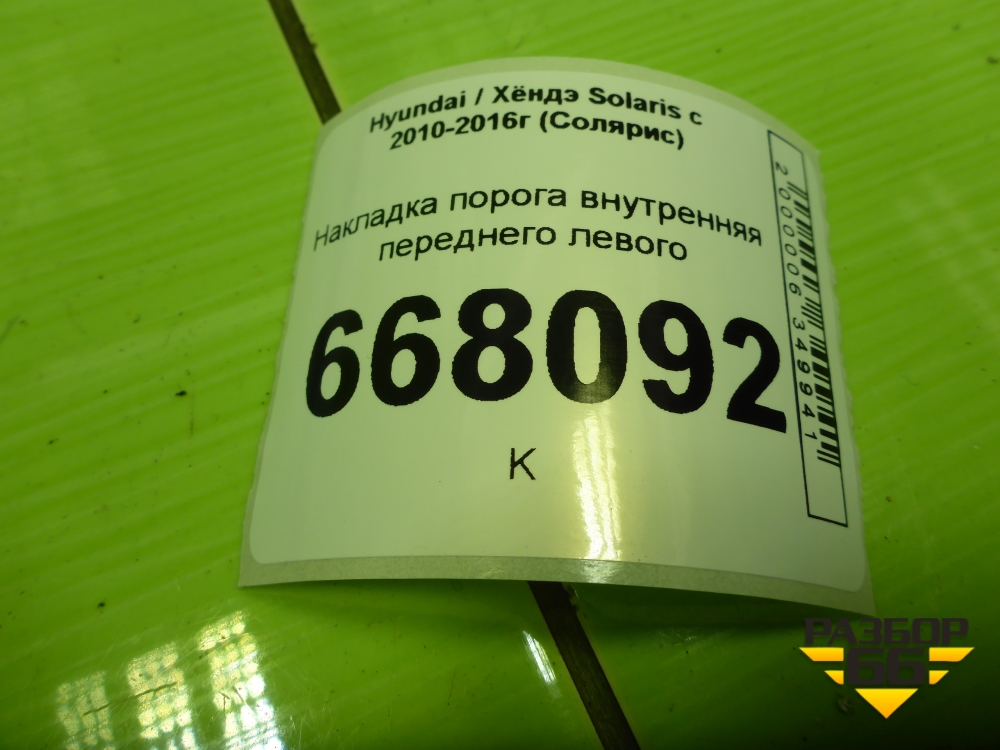 Hyundai / Хёндэ Solaris с
2010-2016г (Солярис)
Накладка порога внутренняя
переднего левого
668092
К
2000006349941
РАЗБОР
66